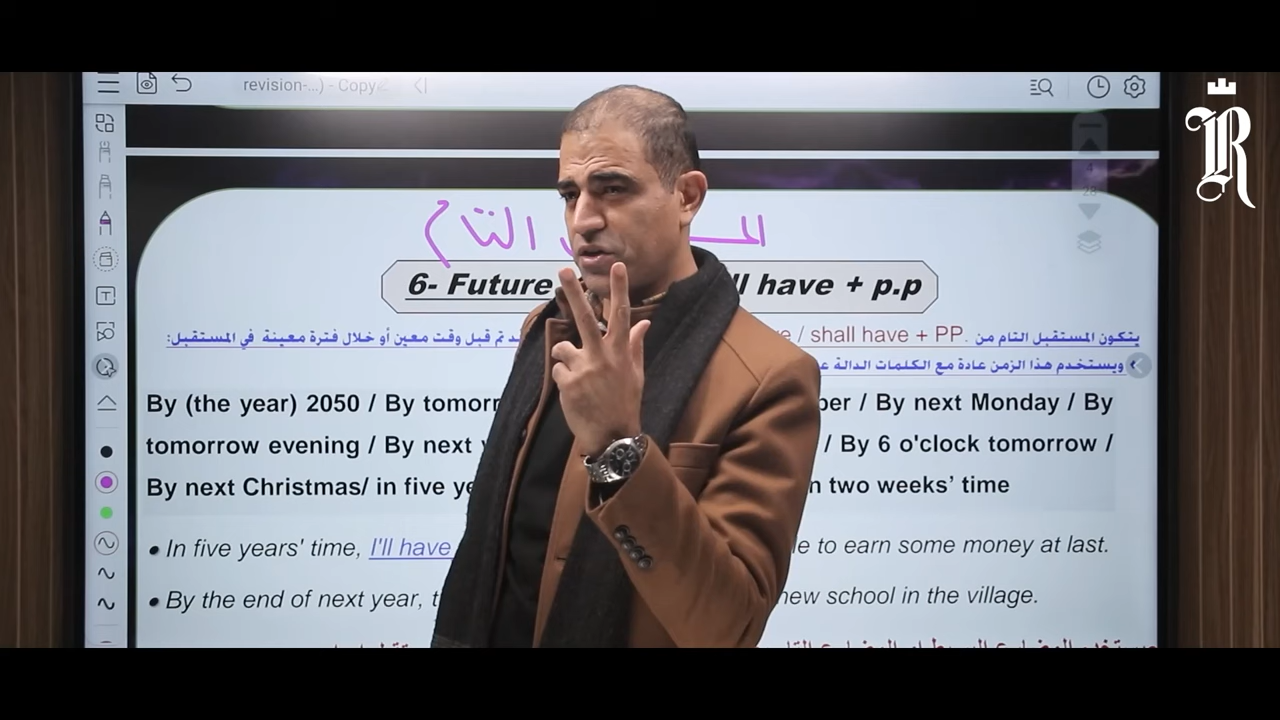 revision-...) - Copy
المـ التام
6- Future ll have + p.p
يتكون المستقبل التام من . e / shall have + PP تم قبل وقت معين أو خلال فترة معينة في المستقبل:
ويستخدم هذا الزمن عادة مع الكلمات الدالة
By (the year) 2050 / By tomorr ber / By next Monday / By
tomorrow evening / By next / By 6 o'clock tomorrow /
By next Christmas/ in five ye n two weeks' time
• In five years' time, I'll have le to earn some money at last.
• By the end of next year, t new school in the village.
R